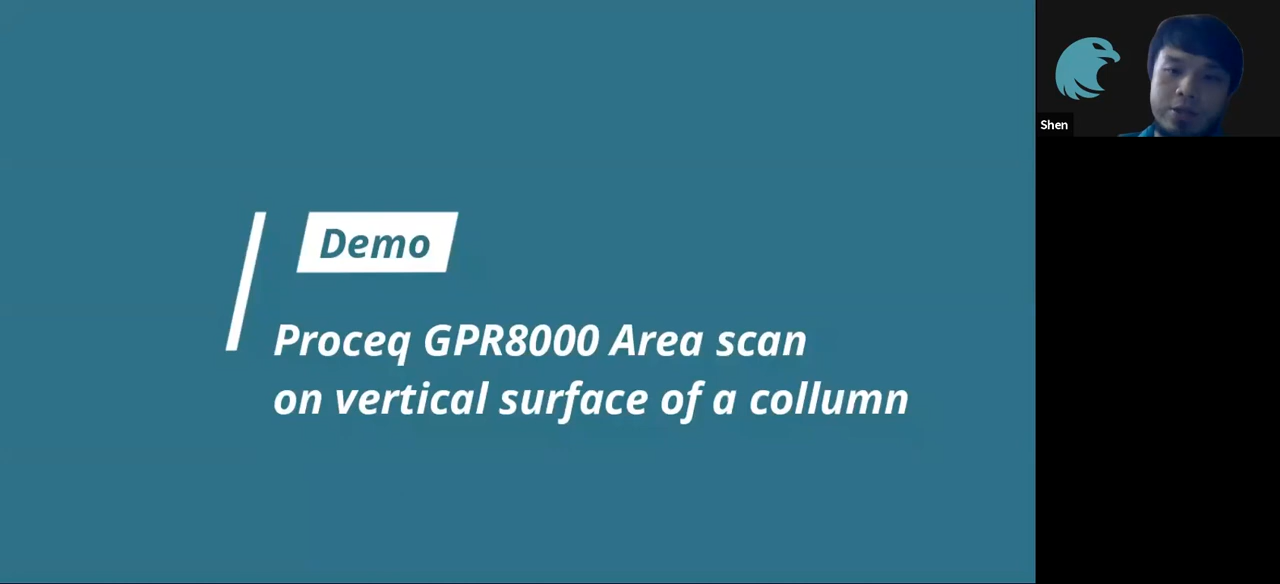 Demo
Proceq GPR8000 Area scan
on vertical surface of a collumn
Shen